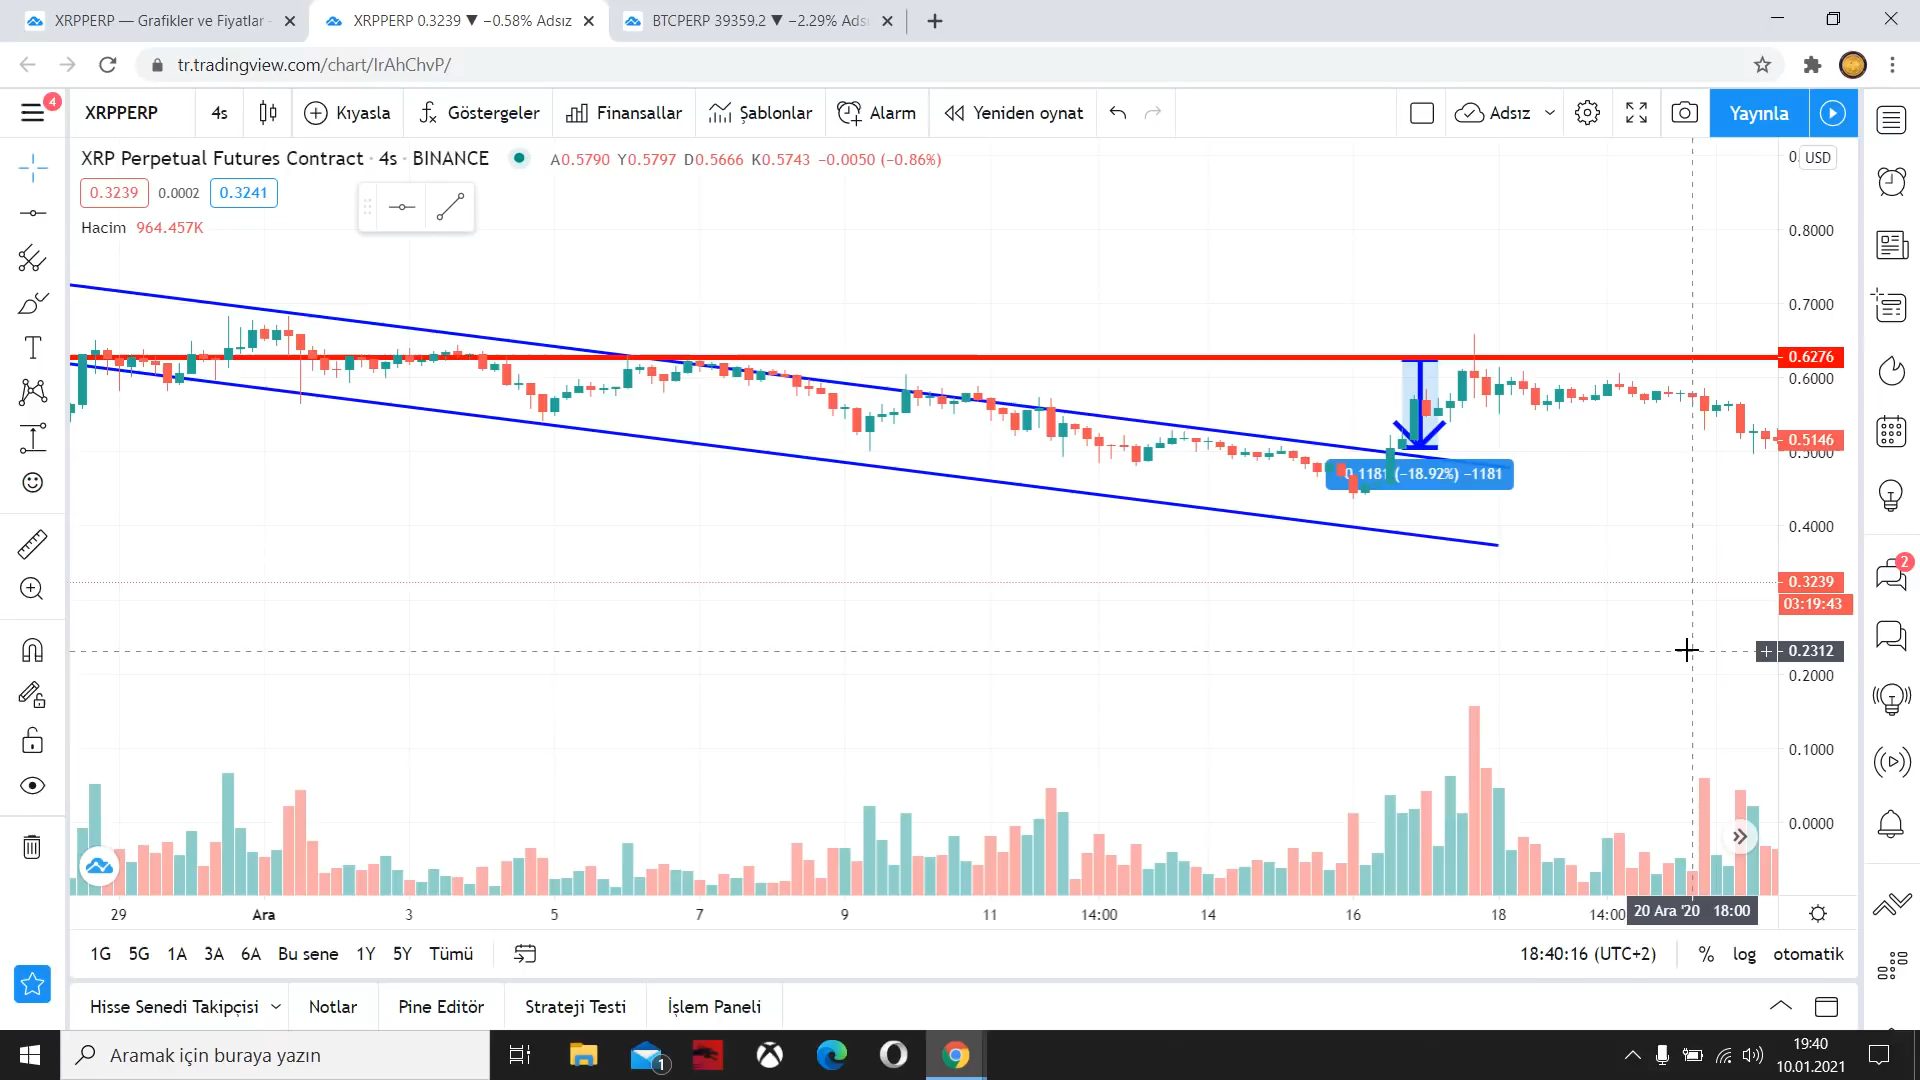 XRPPERP — Grafikler ve Fiyatlar -
XRPPERP 0.3239 ▼ −0.58% Adsız
BTCPERP 39359.2 ▼ −2.29% Ads
tr.tradingview.com/chart/IrAhChvP/
4
XRPPERP
4s
Kıyasla
Göstergeler
Finansallar
Şablonlar
Alarm
Yeniden oynat
Adsız
Yayınla
XRP Perpetual Futures Contract · 4s · BINANCE
A0.5790 Y0.5797 D0.5666 K0.5743 −0.0050 (−0.86%)
0.3239
0.0002
0.3241
Hacim 964.457K
USD
0.8000
0.7000
0.6276
0.6000
0.5146
0.5000
0.4000
0.3239
03:19:43
0.2312
0.2000
0.1000
0.0000
0.1181 (−18.92%) −1181
2
29
Ara
3
5
7
9
11
14:00
14
16
18
14:00
20 Ara '20 18:00
1G
5G
1A
3A
6A
Bu sene
1Y
5Y
Tümü
18:40:16 (UTC+2)
%
log
otomatik
Hisse Senedi Takipçisi
Notlar
Pine Editör
Strateji Testi
İşlem Paneli
Aramak için buraya yazın
1
19:40
10.01.2021